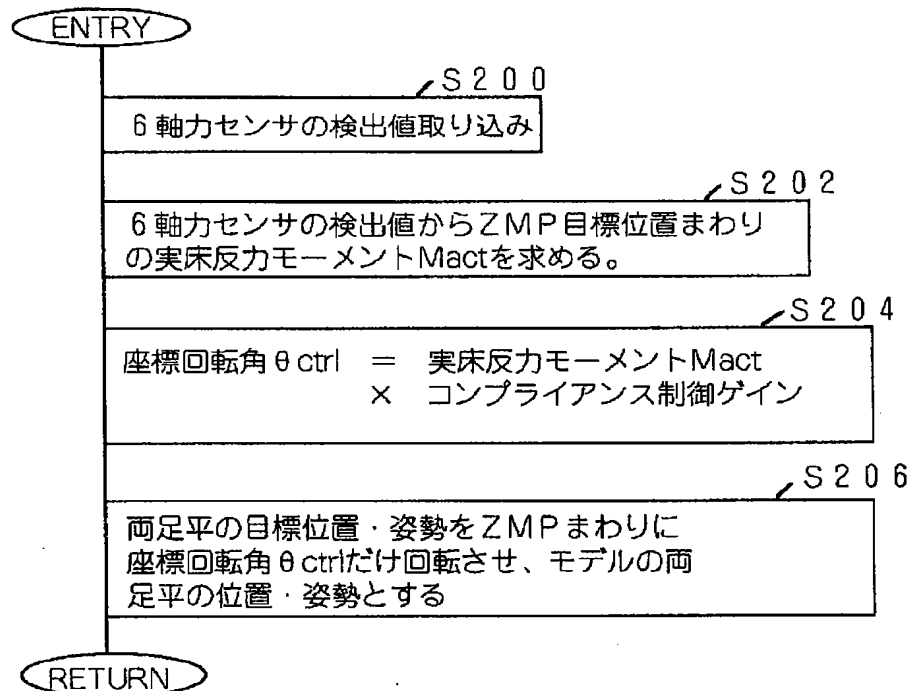 ENTRY
S200
6軸力センサの検出値取り込み
S202
6軸力センサの検出値からZMP目標位置まわり
の実床反力モーメントMactを求める。
S204
座標回転角θctrl = 実床反力モーメントMact
× コンプライアンス制御ゲイン
S206
両足平の目標位置・姿勢をZMPまわりに
座標回転角θctrlだけ回転させ、モデルの両
足平の位置・姿勢とする
RETURN